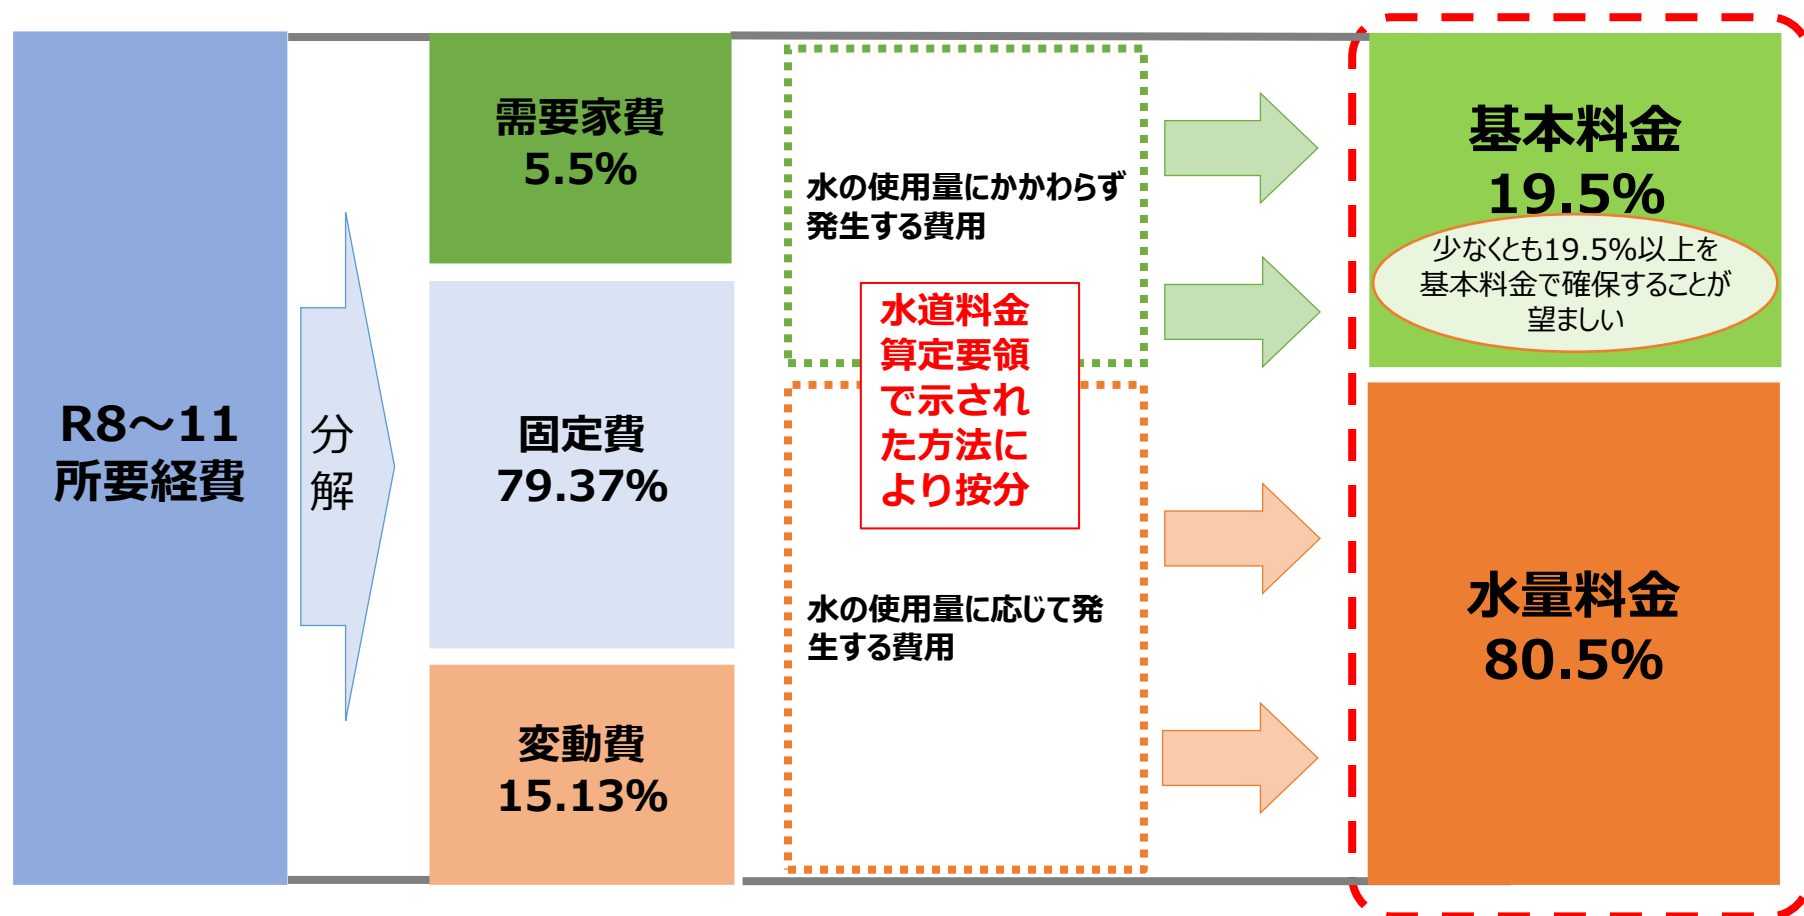 R8～11
所要経費
分
解
需要家費
5.5%
固定費
79.37%
変動費
15.13%
水の使用量にかかわらず
発生する費用
水道料金
算定要領
で示され
た方法に
より按分
水の使用量に応じて発
生する費用
基本料金
19.5%
少なくとも19.5%以上を
基本料金で確保することが
望ましい
水量料金
80.5%